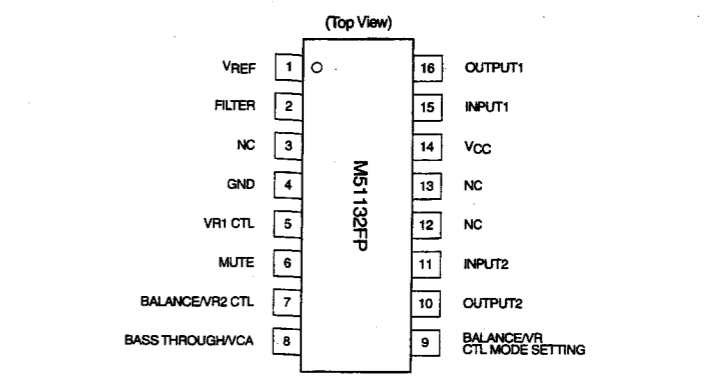 (Top View)
VREF 1
16 OUTPUT1
FILTER 2
15 INPUT1
NC 3
14 VCC
GND 4
13 NC
VR1 CTL 5
12 NC
MUTE 6
11 INPUT2
BALANCE/VR2 CTL 7
10 OUTPUT2
BASS THROUGH/VCA 8
9 BALANCE/VR
CTL MODE SETTING
M51132FP